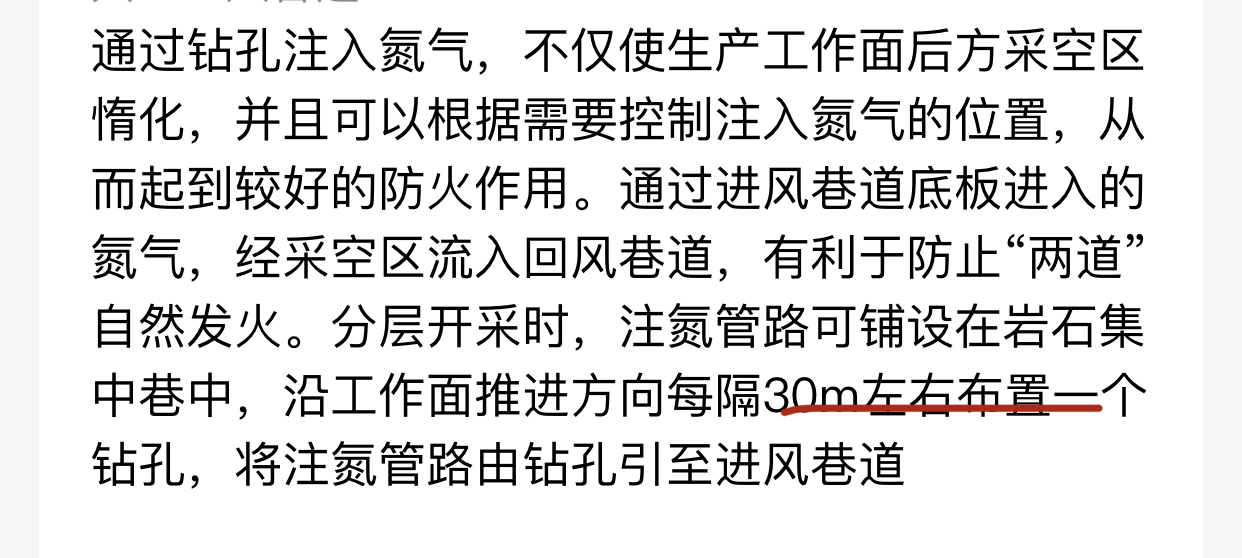 通过钻孔注入氮气，不仅使生产工作面后方采空区
惰化，并且可以根据需要控制注入氮气的位置，从
而起到较好的防火作用。通过进风巷道底板进入的
氮气，经采空区流入回风巷道，有利于防止“两道”
自然发火。分层开采时，注氮管路可铺设在岩石集
中巷中，沿工作面推进方向每隔30m左右布置一个
钻孔，将注氮管路由钻孔引至进风巷道